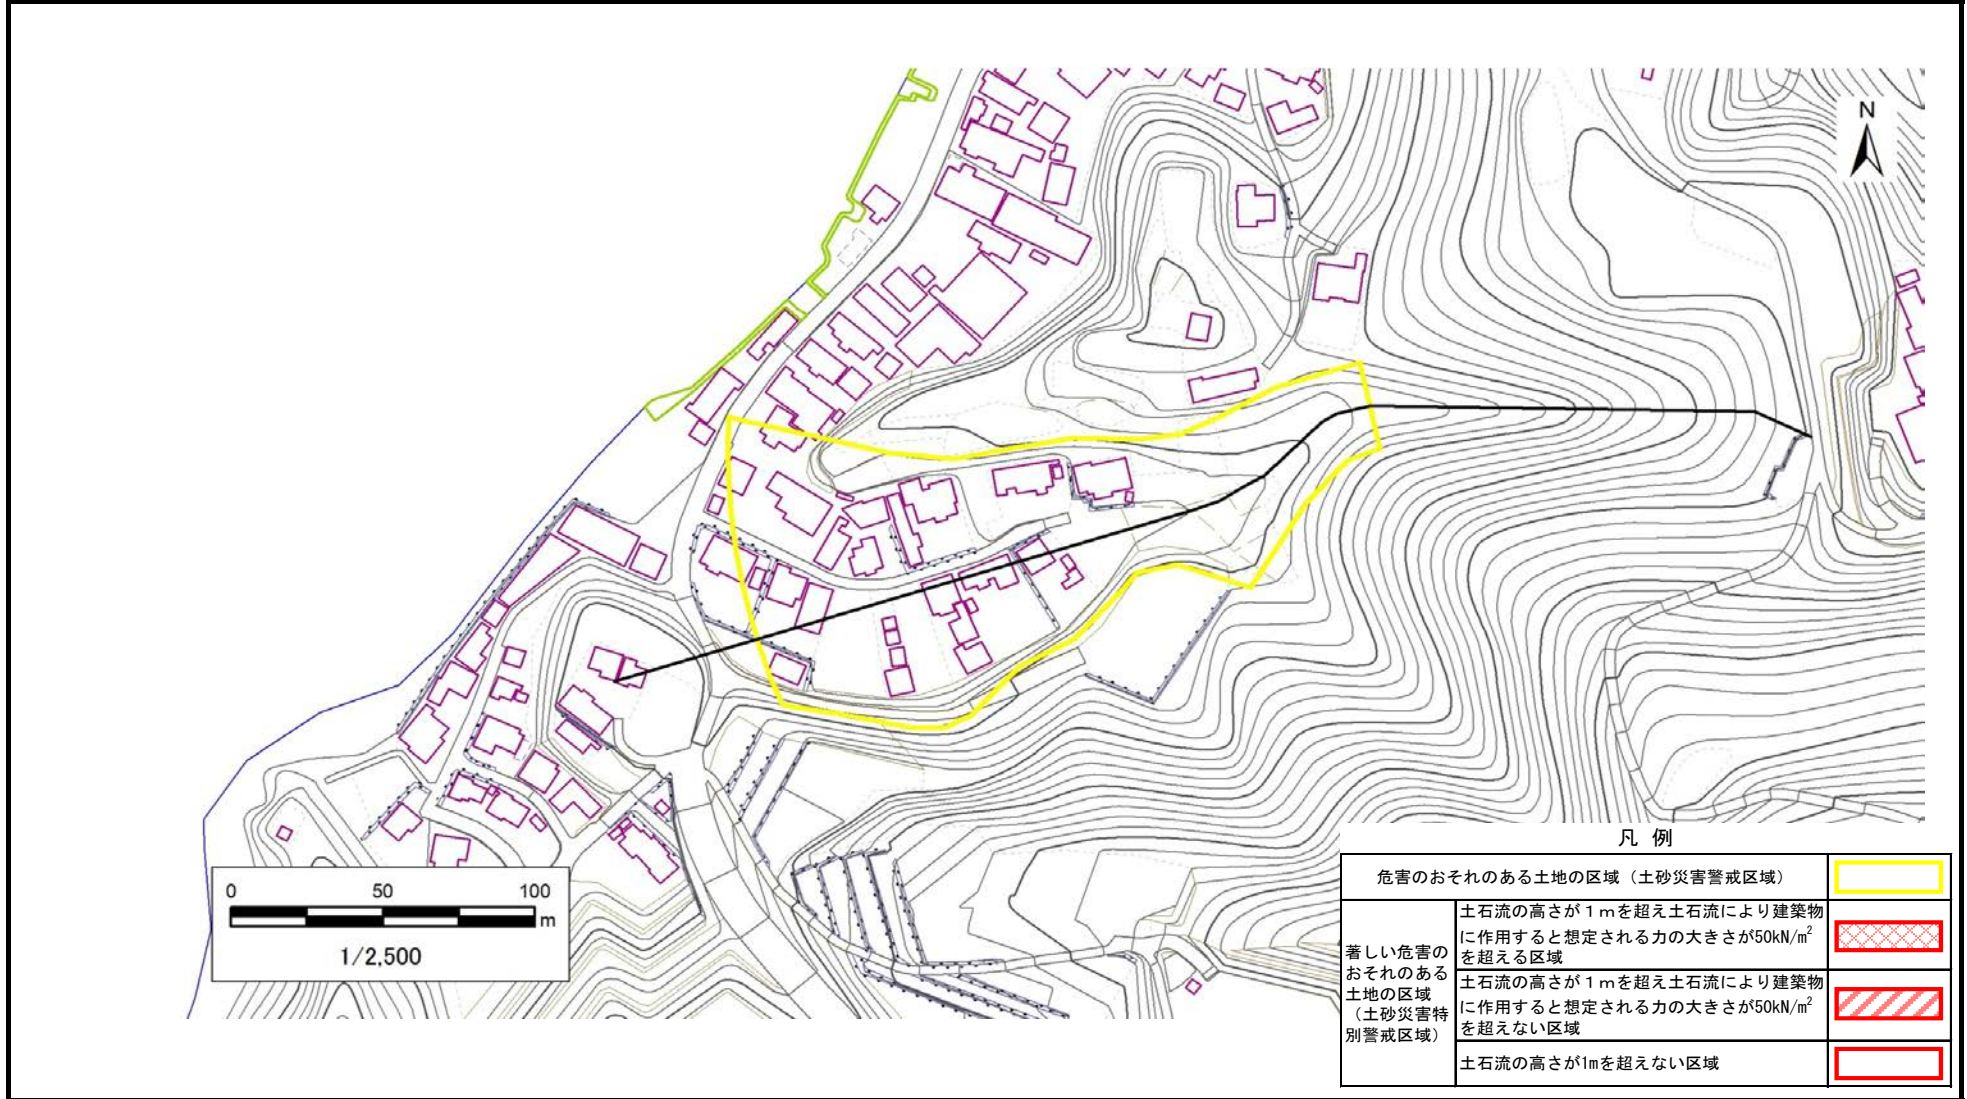 N
凡 例
危害のおそれのある土地の区域（土砂災害警戒区域）
著しい危害の
おそれのある
土地の区域
（土砂災害特
別警戒区域）
土石流の高さが１ｍを超え土石流により建築物
に作用すると想定される力の大きさが50kN/m²
を超える区域
土石流の高さが１ｍを超え土石流により建築物
に作用すると想定される力の大きさが50kN/m²
を超えない区域
土石流の高さが1mを超えない区域
0 50 100
m
1/2,500